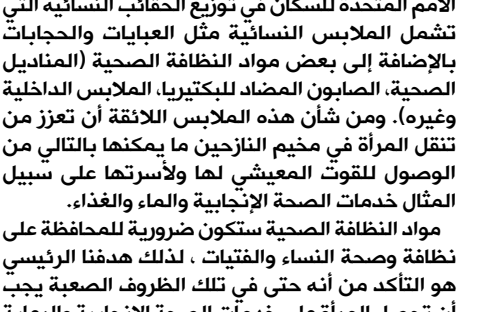 الأمم المتحدة للسكان في توزيع الحقائب النسائية التي
تشمل الملابس النسائية مثل العبايات والحجابات
بالإضافة إلى بعض مواد النظافة الصحية (المناديل
الصحية، الصابون المضاد للبكتيريا، الملابس الداخلية
وغيره). ومن شأن هذه الملابس اللائقة أن تعزز من
تنقل المرأة في مخيم النازحين ما يمكنها بالتالي من
الوصول للقوت المعيشي لها ولأسرتها على سبيل
المثال خدمات الصحة الإنجابية والماء والغذاء.
مواد النظافة الصحية ستكون ضرورية للمحافظة على
نظافة وصحة النساء والفتيات ، لذلك هدفنا الرئيسي
هو التأكد من أنه حتى في تلك الظروف الصعبة يجب